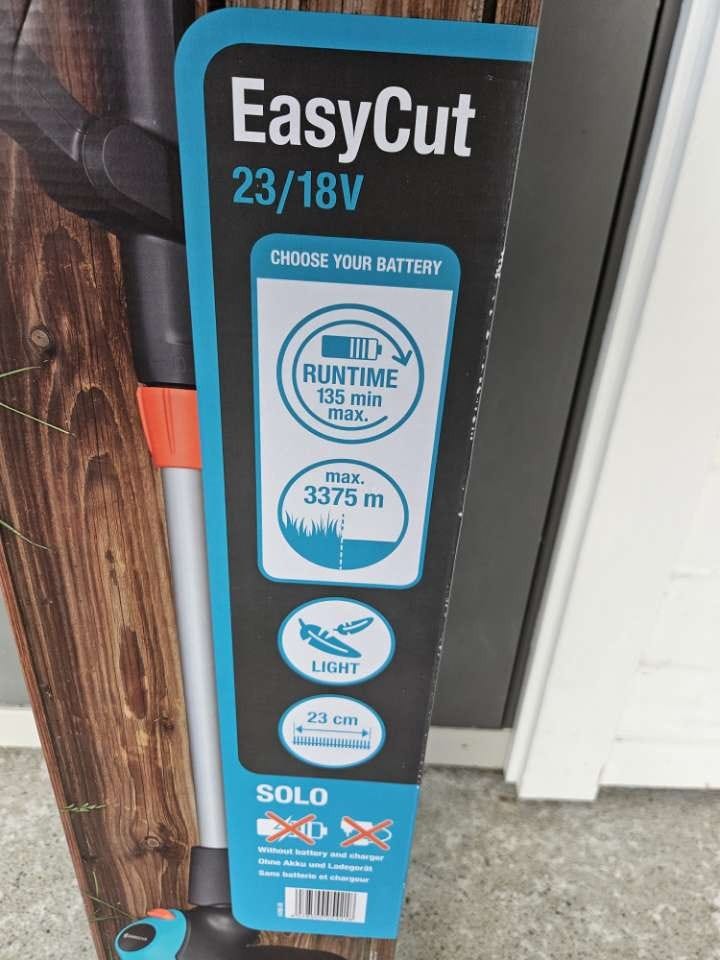 EasyCut
23/18V
CHOOSE YOUR BATTERY
RUNTIME
135 min
max.
max.
3375 m
LIGHT
23 cm
SOLO
Without battery and charger
Ohne Akku und Ladegerät
Sans batterie et chargeur